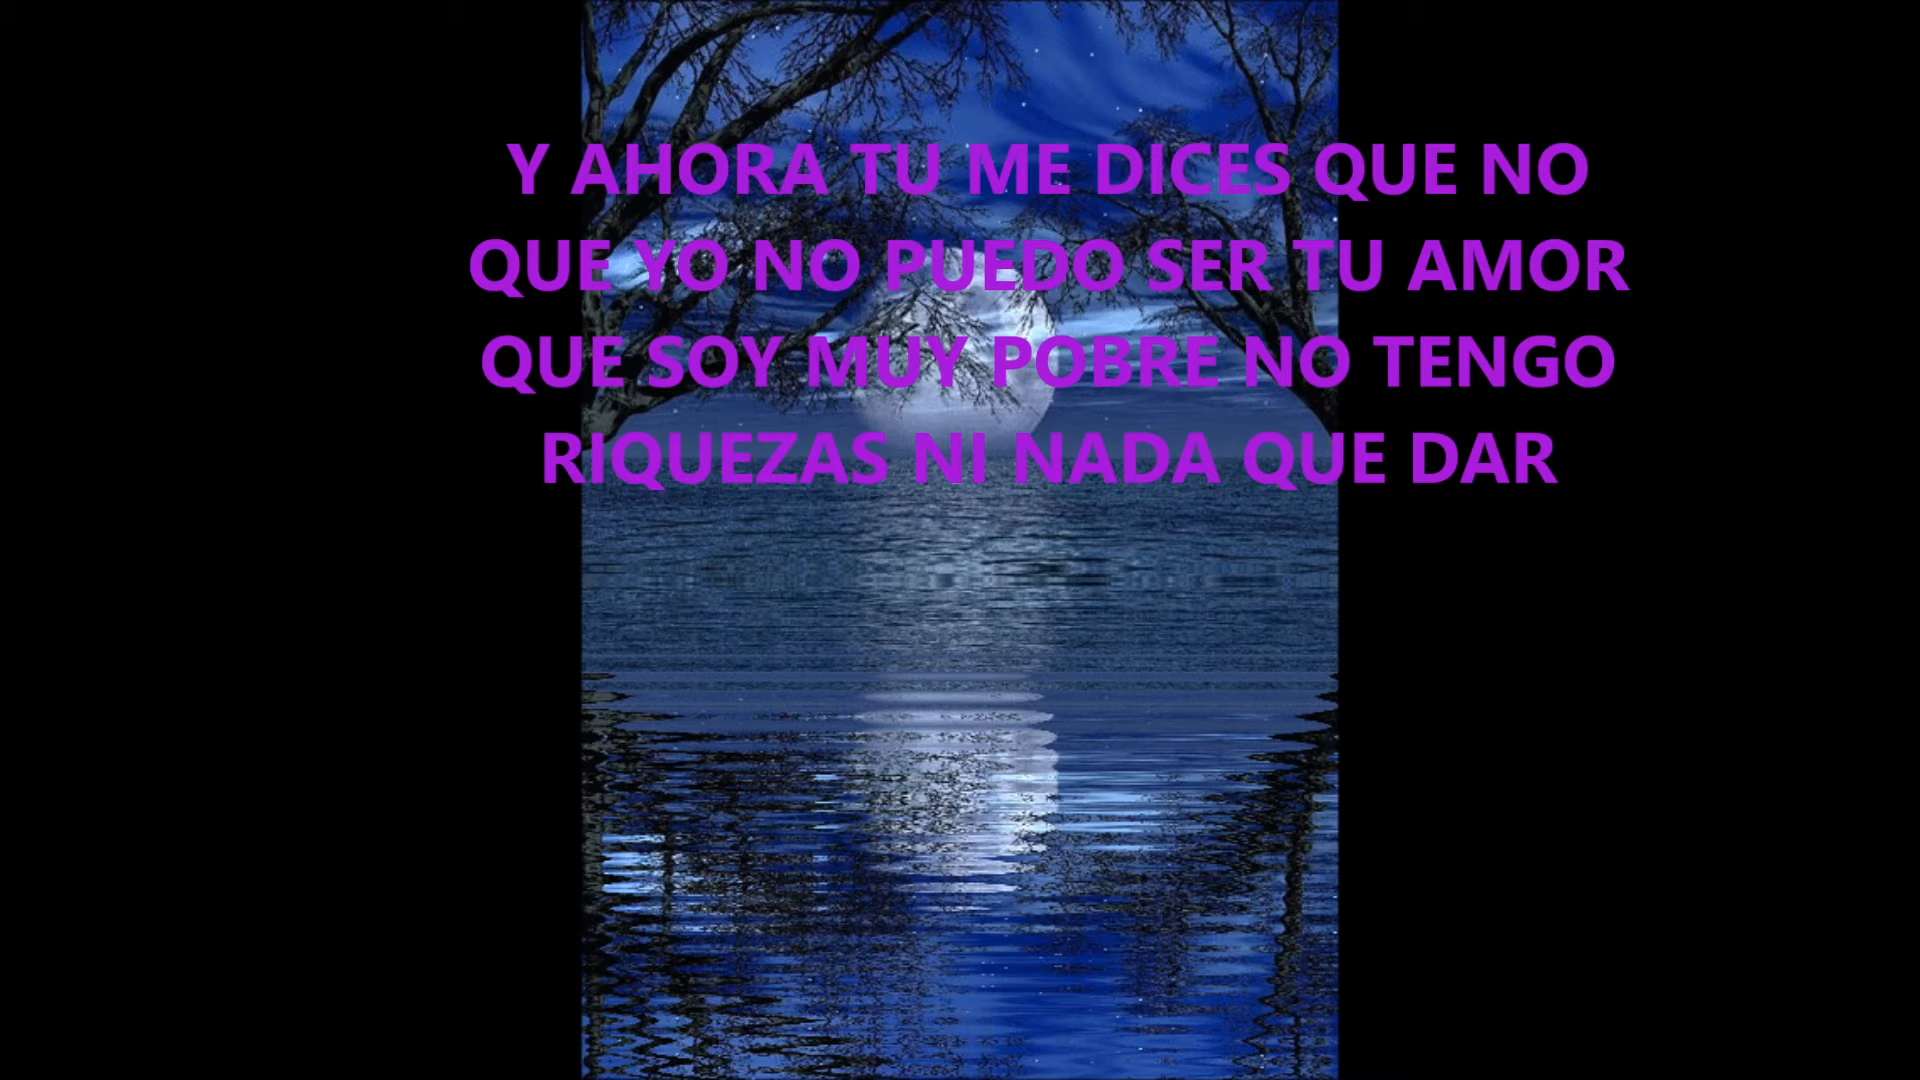 Y AHORA TU ME DICES QUE NO
QUE YO NO PUEDO SER TU AMOR
QUE SOY MUY POBRE NO TENGO
RIQUEZAS NI NADA QUE DAR